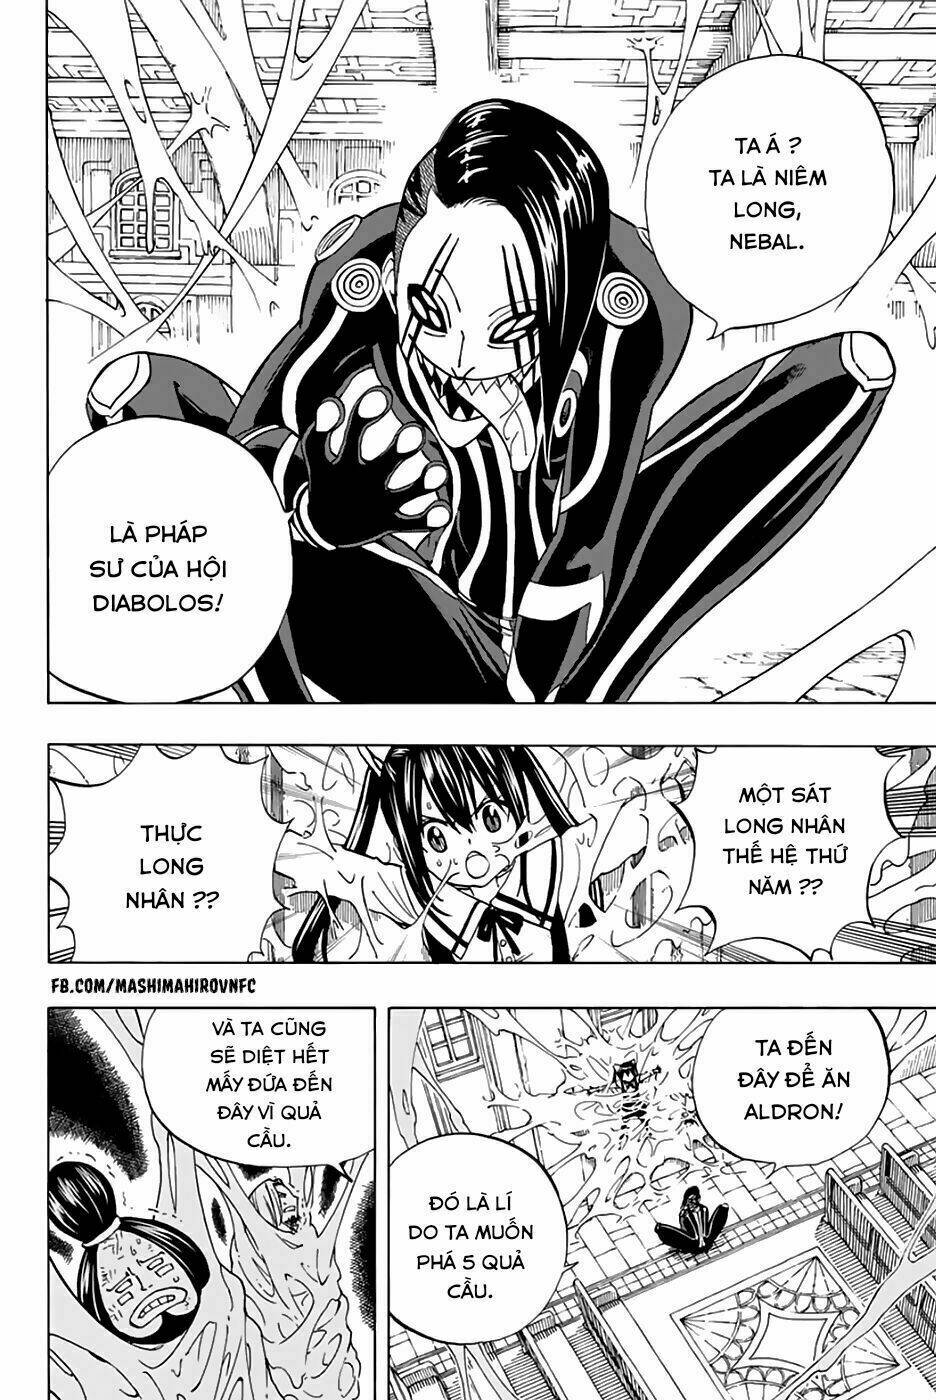 TA Á ?
TA LÀ NIÊM
LONG,
NEBAL.
LÀ PHÁP
SƯ CỦA HỘI
DIABOLOS!
MỘT SÁT
LONG NHÂN
THẾ HỆ THỨ
NĂM ??
THỰC
LONG
NHÂN ??
FB.COM/MASHIMAHIROVNFC
TA ĐẾN
ĐÂY ĐỂ ĂN
ALDRON!
ĐÓ LÀ LÍ
DO TA MUỐN
PHÁ 5 QUẢ
CẦU.
VÀ TA CŨNG
SẼ DIỆT HẾT
MẤY ĐỨA ĐẾN
ĐÂY VÌ QUẢ
CẦU.